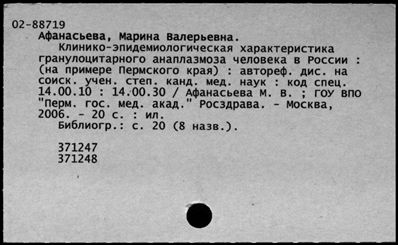 02-88719
Афанасьева, Марина Валерьевна.
Клинико-эпидемиологическая характеристика
гранулоцитарного анаплазмоза человека в России :
(на примере Пермского края) : автореф. дис. на
соиск. учен. степ. канд. мед. наук : код спец.
14.00.10 : 14.00.30 / Афанасьева М. В. ; ГОУ ВПО
"Перм. гос. мед. акад." Росздрава. - Москва,
2006. - 20 с. : ил.
Библиогр.: с. 20 (8 назв.).
371247
371248